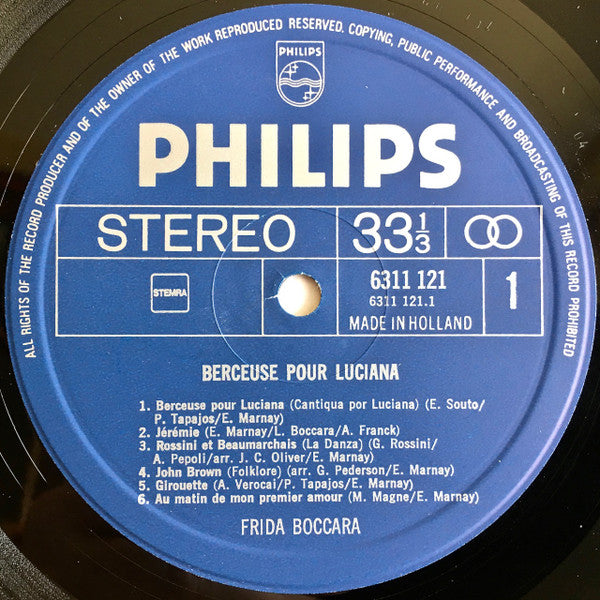 ALL RIGHTS OF THE RECORD PRODUCER AND OF THE OWNER OF THE WORK REPRODUCED RESERVED. COPYING, PUBLIC PERFORMANCE AND BROADCASTING OF THIS RECORD PROHIBITED
PHILIPS
PHILIPS
STEREO 33 1/3
STEMRA
6311 121
6311 121.1
MADE IN HOLLAND
1
BERCEUSE POUR LUCIANA
1. Berceuse pour Luciana (Cantiqua por Luciana) (E. Souto/
P. Tapajos/E. Marnay)
2. Jérémie (E. Marnay/L. Boccara/A. Franck)
3. Rossini et Beaumarchais (La Danza) (G. Rossini/
A. Pepoli/arr. J. C. Oliver/E. Marnay)
4. John Brown (Folklore) (arr. G. Pederson/E. Marnay)
5. Girouette (A. Verocai/P. Tapajos/E. Marnay)
6. Au matin de mon premier amour (M. Magne/E. Marnay)
FRIDA BOCCARA